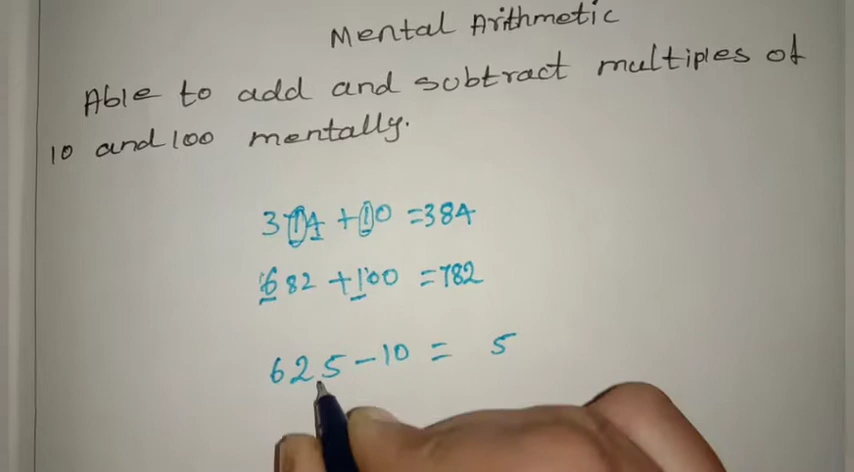 Mental Arithmetic
Able to add and subtract multiples of
10 and 100 mentally.
374 +10 =384
682 +100 =782
625-10 = 5